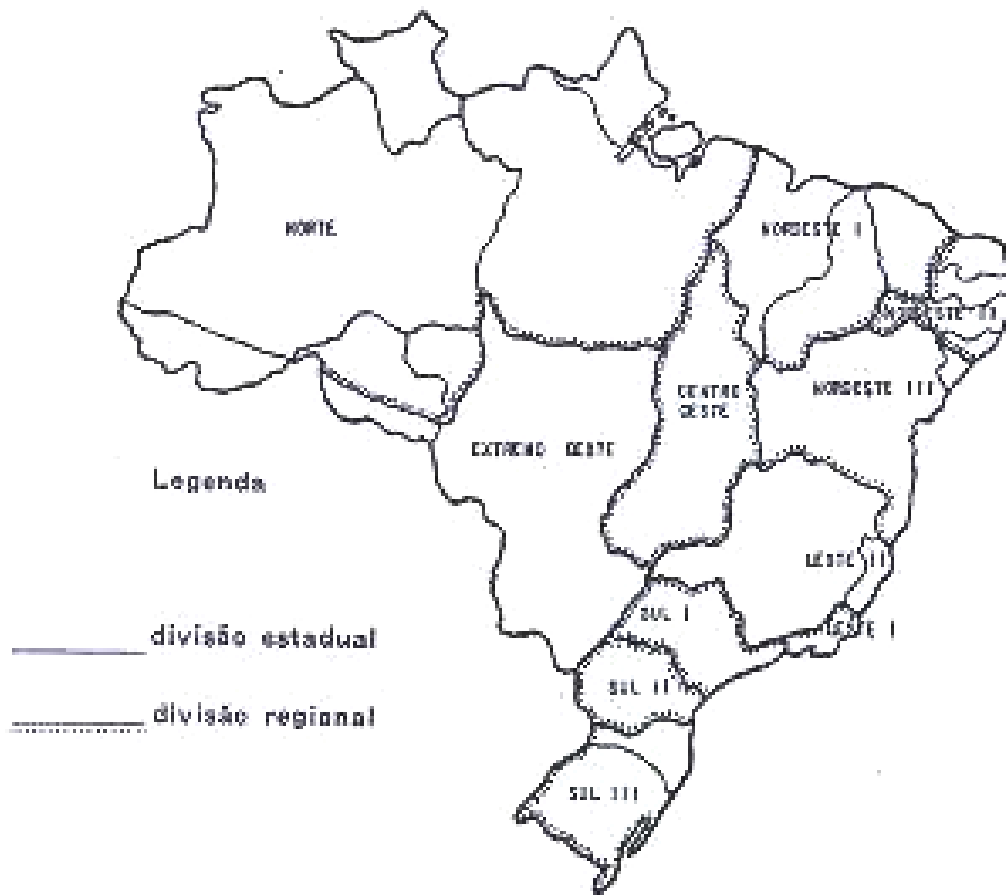 NORTE
NORDESTE I
NORDESTE II
CENTRO
OESTE
NORDESTE III
EXTREMO OESTE
Legenda
LESTE II
SUL I
LESTE I
divisão estadual
SUL II
divisão regional
SUL III